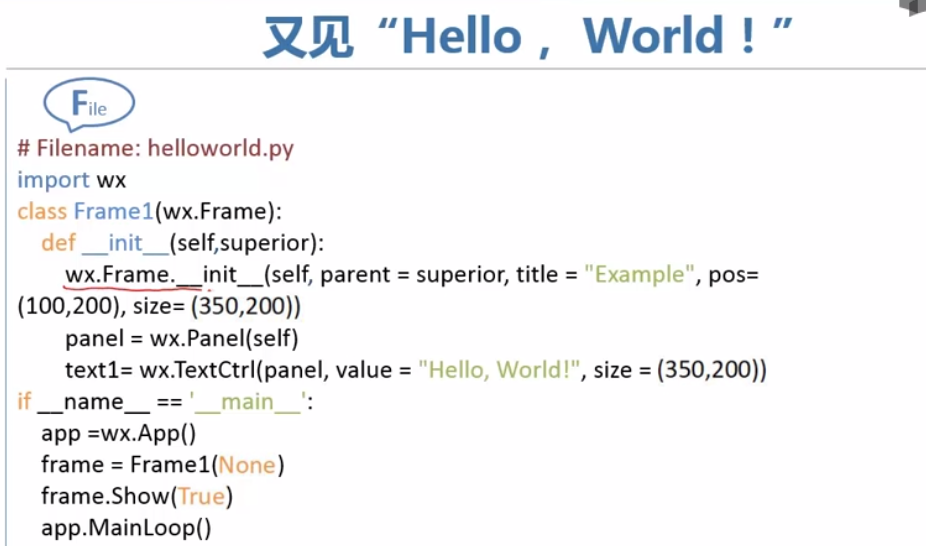 又见“Hello， World！”
File
# Filename: helloworld.py
import wx
class Frame1(wx.Frame):
def __init__(self,superior):
wx.Frame.__init__(self, parent = superior, title = "Example", pos=
(100,200), size= (350,200))
panel = wx.Panel(self)
text1= wx.TextCtrl(panel, value = "Hello, World!", size = (350,200))
if __name__ == '__main__':
app =wx.App()
frame = Frame1(None)
frame.Show(True)
app.MainLoop()